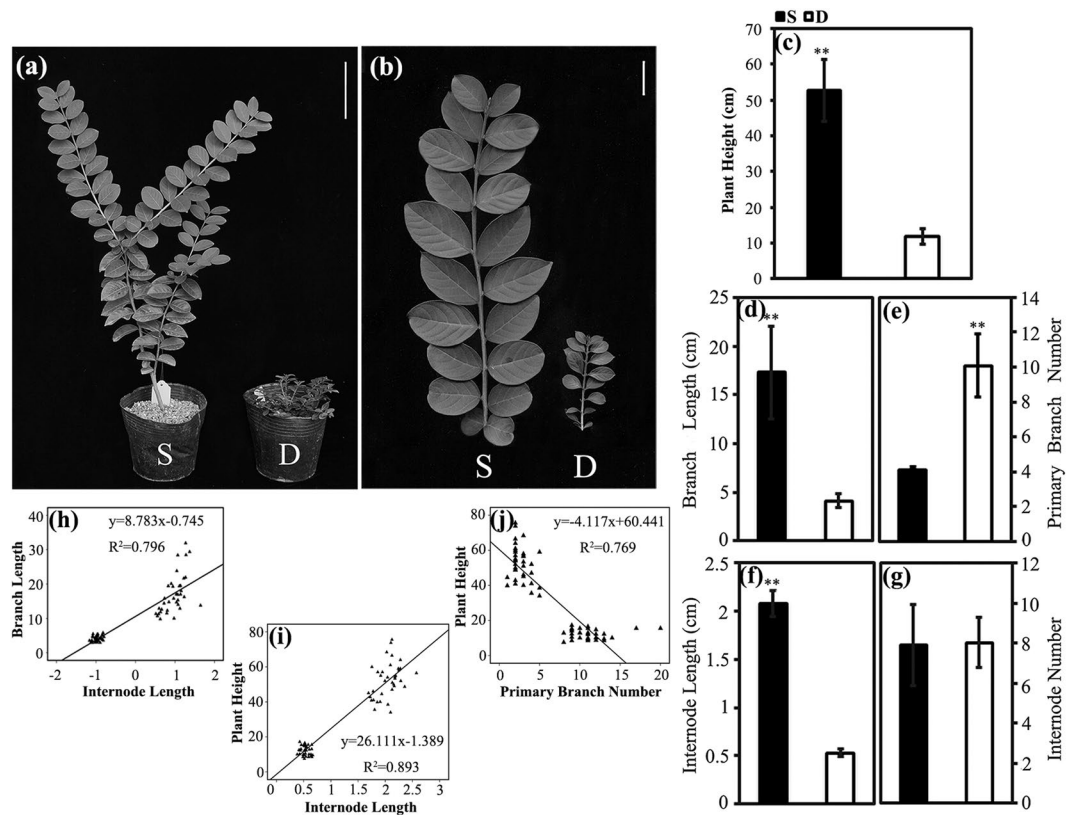 S D
(a)
S D
(b)
S D
(c)
**
Plant Height (cm)
70
60
50
40
30
20
10
0
(d)
**
Branch Length (cm)
25
20
15
10
5
0
(e)
**
Primary Branch Number
14
12
10
8
6
4
2
0
(f)
**
Internode Length (cm)
2.5
2
1.5
1
0.5
0
(g)
Internode Number
12
10
8
6
4
2
0
(h)
y=8.783x-0.745
R²=0.796
Branch Length
40
30
20
10
0
-2 -1 0 1 2
Internode Length
(i)
y=26.111x-1.389
R²=0.893
Plant Height
80
60
40
20
0
0 0.5 1 1.5 2 2.5 3
Internode Length
(j)
y=-4.117x+60.441
R²=0.769
Plant Height
80
60
40
20
0
0 5 10 15 20
Primary Branch Number